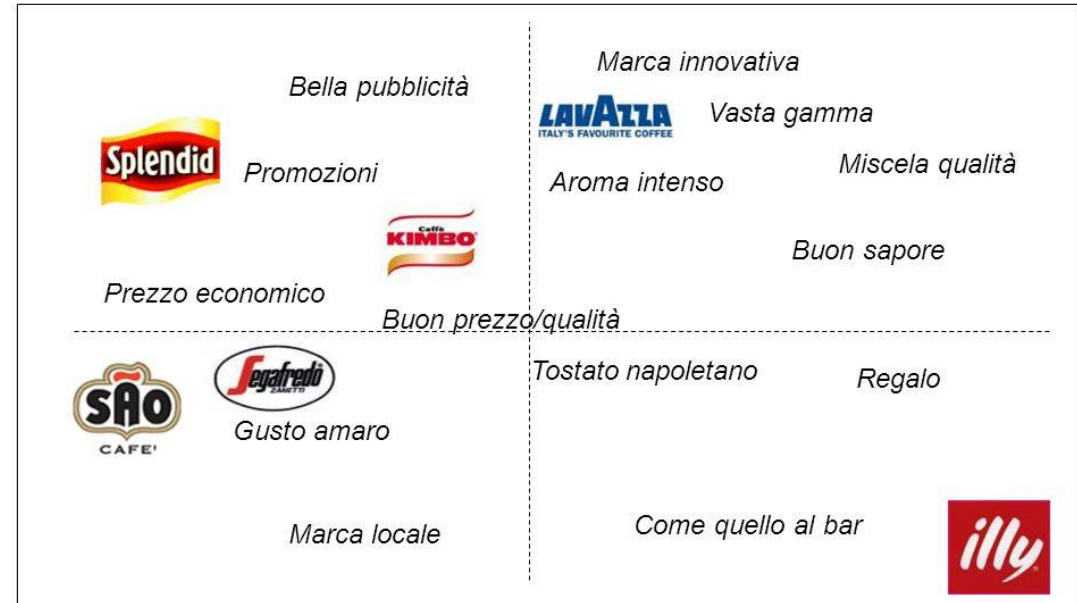 Marca innovativa
Bella pubblicità
LAVAZZA
ITALY'S FAVOURITE COFFEE
Vasta gamma
Splendid
Promozioni
Aroma intenso
Miscela qualità
Caffè
KIMBO
Buon sapore
Prezzo economico
Buon prezzo/qualità
SÃO
CAFE'
Segafredo
ZANETTI
Tostato napoletano
Regalo
Gusto amaro
Marca locale
Come quello al bar
illy